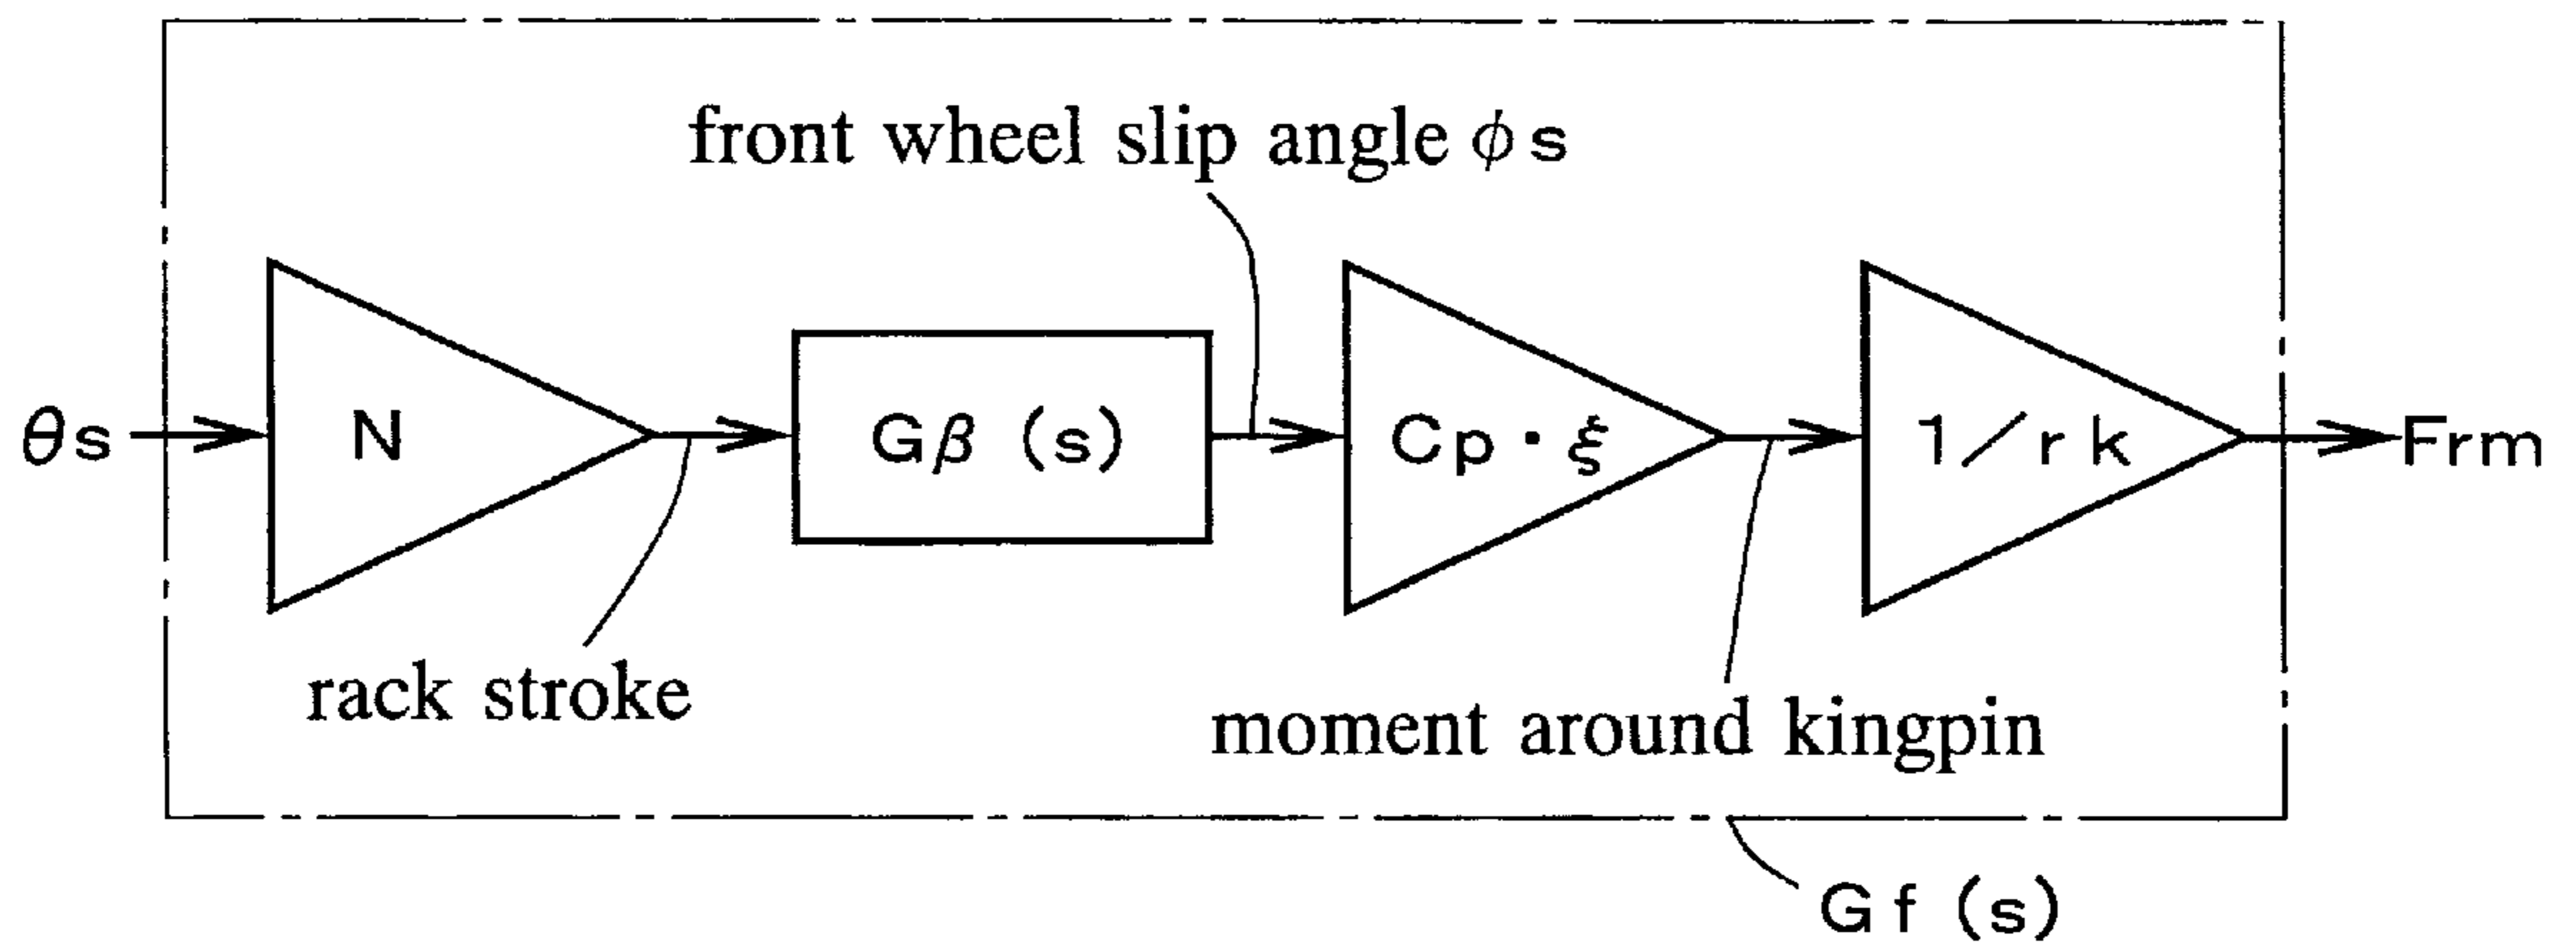 front wheel slip angle φs
θs
N
Gβ (s)
Cp・ξ
1/rk
Frm
rack stroke
moment around kingpin
Gf (s)